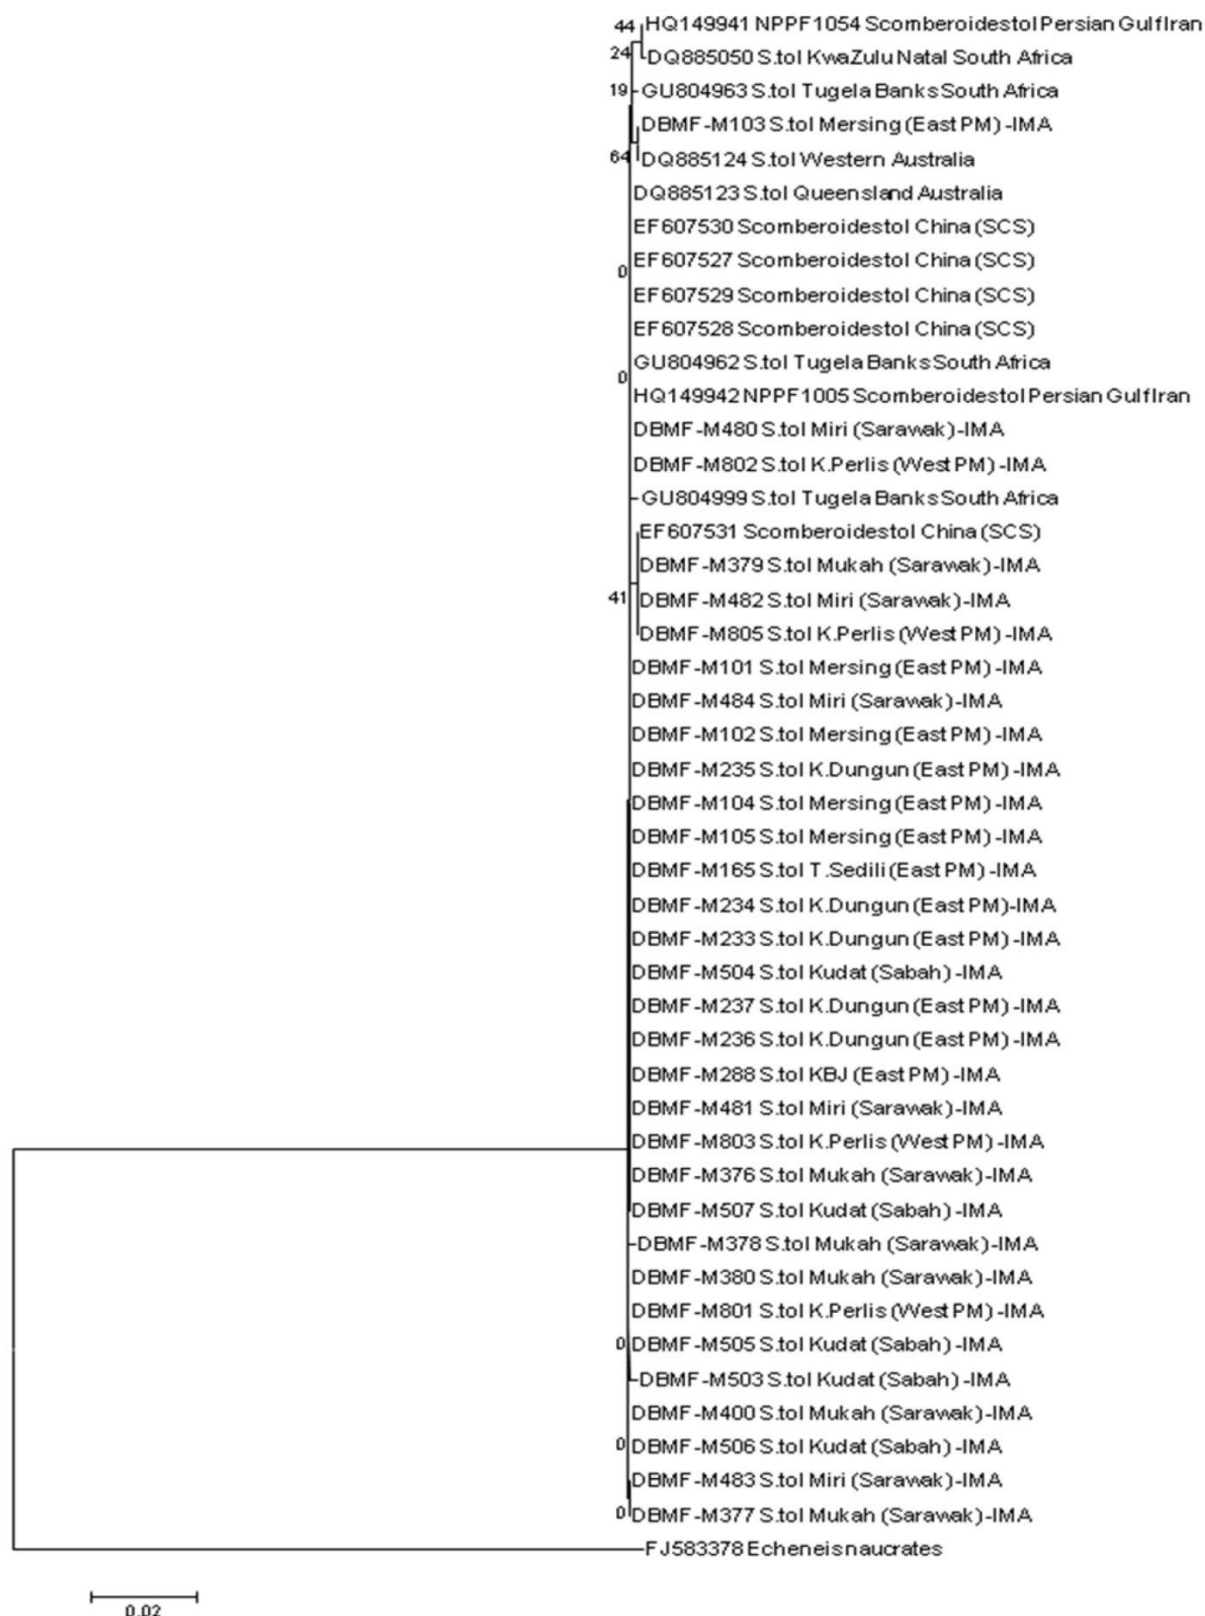 44 HQ149941 NPPF1054 Scomberoidestol Persian GulfIran
24 DQ885050 S.tol KwaZulu Natal South Africa
19 GU804963 S.tol Tugela Banks South Africa
DBMF-M103 S.tol Mersing (East PM) -IMA
64 DQ885124 S.tol Western Australia
DQ885123 S.tol Queensland Australia
EF607530 Scomberoidestol China (SCS)
0 EF607527 Scomberoidestol China (SCS)
EF607529 Scomberoidestol China (SCS)
EF607528 Scomberoidestol China (SCS)
GU804962 S.tol Tugela Banks South Africa
0 HQ149942 NPPF1005 Scomberoidestol Persian GulfIran
DBMF-M480 S.tol Miri (Sarawak)-IMA
DBMF-M802 S.tol K.Perlis (West PM) -IMA
GU804999 S.tol Tugela Banks South Africa
EF607531 Scomberoidestol China (SCS)
DBMF-M379 S.tol Mukah (Sarawak)-IMA
41 DBMF-M482 S.tol Miri (Sarawak)-IMA
DBMF-M805 S.tol K.Perlis (West PM) -IMA
DBMF-M101 S.tol Mersing (East PM) -IMA
DBMF-M484 S.tol Miri (Sarawak)-IMA
DBMF-M102 S.tol Mersing (East PM) -IMA
DBMF-M235 S.tol K.Dungun (East PM) -IMA
DBMF-M104 S.tol Mersing (East PM) -IMA
DBMF-M105 S.tol Mersing (East PM) -IMA
DBMF-M165 S.tol T.Sedili (East PM) -IMA
DBMF-M234 S.tol K.Dungun (East PM)-IMA
DBMF-M233 S.tol K.Dungun (East PM) -IMA
DBMF-M504 S.tol Kudat (Sabah) -IMA
DBMF-M237 S.tol K.Dungun (East PM) -IMA
DBMF-M236 S.tol K.Dungun (East PM) -IMA
DBMF-M288 S.tol KBJ (East PM) -IMA
DBMF-M481 S.tol Miri (Sarawak)-IMA
DBMF-M803 S.tol K.Perlis (West PM) -IMA
DBMF-M376 S.tol Mukah (Sarawak)-IMA
DBMF-M507 S.tol Kudat (Sabah) -IMA
DBMF-M378 S.tol Mukah (Sarawak)-IMA
DBMF-M380 S.tol Mukah (Sarawak)-IMA
DBMF-M801 S.tol K.Perlis (West PM) -IMA
0 DBMF-M505 S.tol Kudat (Sabah) -IMA
DBMF-M503 S.tol Kudat (Sabah) -IMA
DBMF-M400 S.tol Mukah (Sarawak)-IMA
0 DBMF-M506 S.tol Kudat (Sabah) -IMA
DBMF-M483 S.tol Miri (Sarawak)-IMA
0 DBMF-M377 S.tol Mukah (Sarawak)-IMA
FJ583378 Echeneisnaucrates
0.02